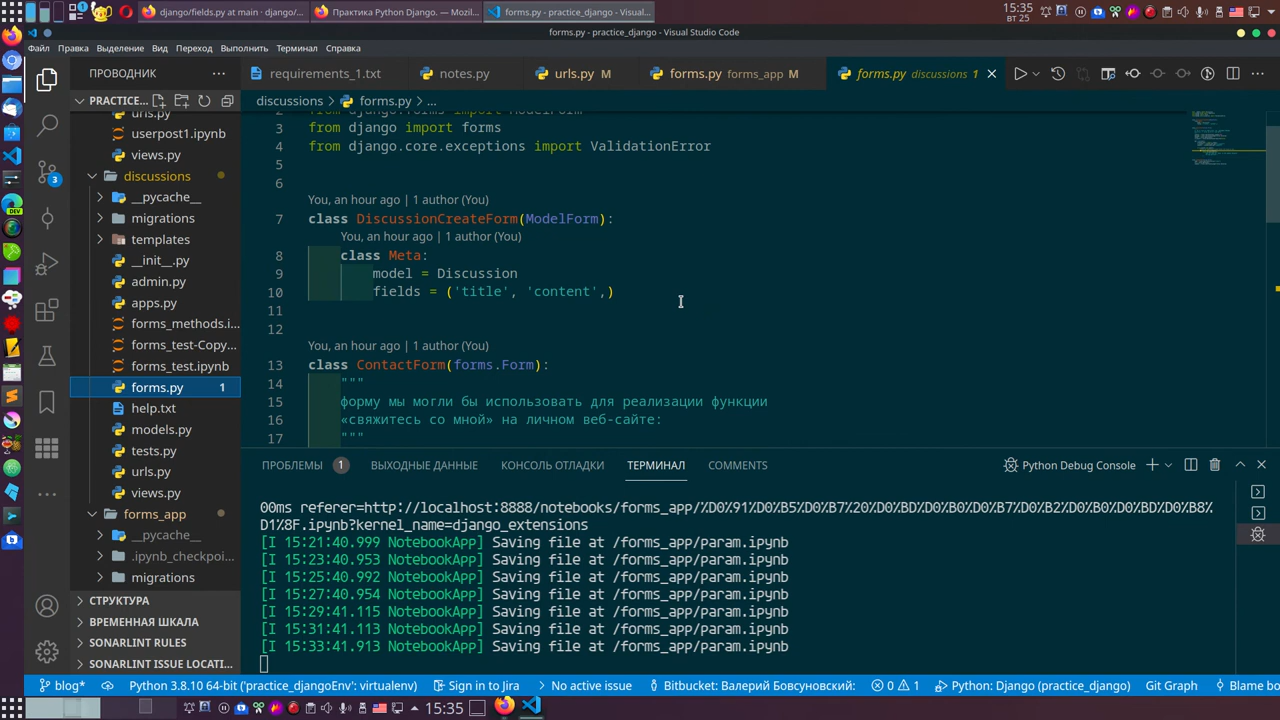 django/fields.py at main · django/...
Практика Python Django. — Mozil...
forms.py - practice_django - Visual...
15:35
ВТ 25
forms.py - practice_django - Visual Studio Code
Файл Правка Выделение Вид Переход Выполнить Терминал Справка
ПРОВОДНИК
requirements_1.txt
notes.py
urls.py M
forms.py forms_app M
forms.py discussions 1
PRACTICE...
discussions > forms.py > ...
urls.py
userpost1.ipynb
views.py
discussions
__pycache__
migrations
templates
__init__.py
admin.py
apps.py
forms_methods.i...
forms_test-Copy...
forms_test.ipynb
forms.py 1
help.txt
models.py
tests.py
urls.py
views.py
forms_app
__pycache__
.ipynb_checkpoi...
migrations
СТРУКТУРА
ВРЕМЕННАЯ ШКАЛА
SONARLINT RULES
SONARLINT ISSUE LOCATI...
3
DEV
2 from django.forms import ModelForm
3 from django import forms
4 from django.core.exceptions import ValidationError
5
6
You, an hour ago | 1 author (You)
7 class DiscussionCreateForm(ModelForm):
You, an hour ago | 1 author (You)
8 class Meta:
9 model = Discussion
10 fields = ('title', 'content',)
11
12
You, an hour ago | 1 author (You)
13 class ContactForm(forms.Form):
14 """
15 форму мы могли бы использовать для реализации функции
16 «свяжитесь со мной» на личном веб-сайте:
17 """
ПРОБЛЕМЫ 1 ВЫХОДНЫЕ ДАННЫЕ КОНСОЛЬ ОТЛАДКИ ТЕРМИНАЛ COMMENTS
Python Debug Console
00ms referer=http://localhost:8888/notebooks/forms_app/%D0%91%D0%B5%D0%B7%20%D0%BD%D0%B0%D0%B7%D0%B2%D0%B0%D0%BD%D0%B8%
D1%8F.ipynb?kernel_name=django_extensions
[I 15:21:40.999 NotebookApp] Saving file at /forms_app/param.ipynb
[I 15:23:40.953 NotebookApp] Saving file at /forms_app/param.ipynb
[I 15:25:40.992 NotebookApp] Saving file at /forms_app/param.ipynb
[I 15:27:40.954 NotebookApp] Saving file at /forms_app/param.ipynb
[I 15:29:41.115 NotebookApp] Saving file at /forms_app/param.ipynb
[I 15:31:41.113 NotebookApp] Saving file at /forms_app/param.ipynb
[I 15:33:41.913 NotebookApp] Saving file at /forms_app/param.ipynb
blog* Python 3.8.10 64-bit ('practice_djangoEnv': virtualenv) Sign in to Jira No active issue Bitbucket: Валерий Бовсуновский: 0 1 Python: Django (practice_django) Git Graph Blame bo
15:35